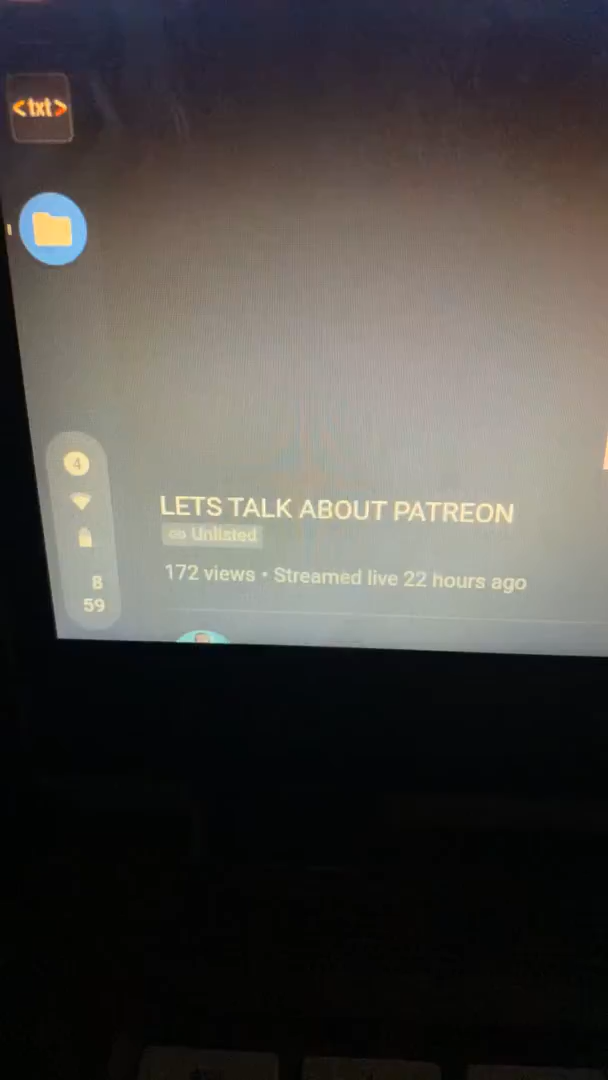 <txt>
4
LETS TALK ABOUT PATREON
Unlisted
172 views • Streamed live 22 hours ago
8
59